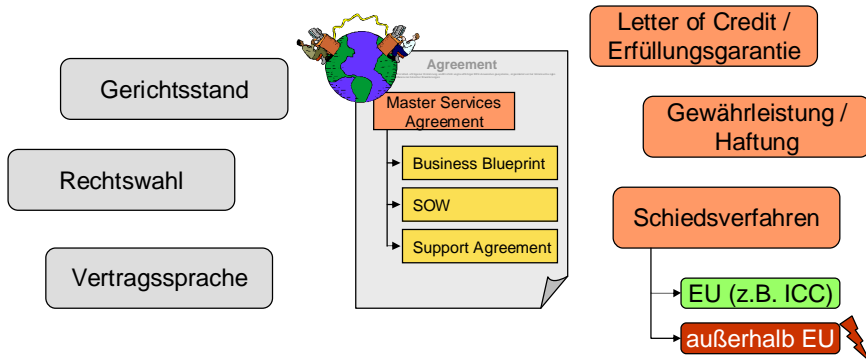 Gerichtsstand
Rechtswahl
Vertragssprache
Agreement
Master Services
Agreement
Business Blueprint
SOW
Support Agreement
Letter of Credit /
Erfüllungsgarantie
Gewährleistung /
Haftung
Schiedsverfahren
EU (z.B. ICC)
außerhalb EU